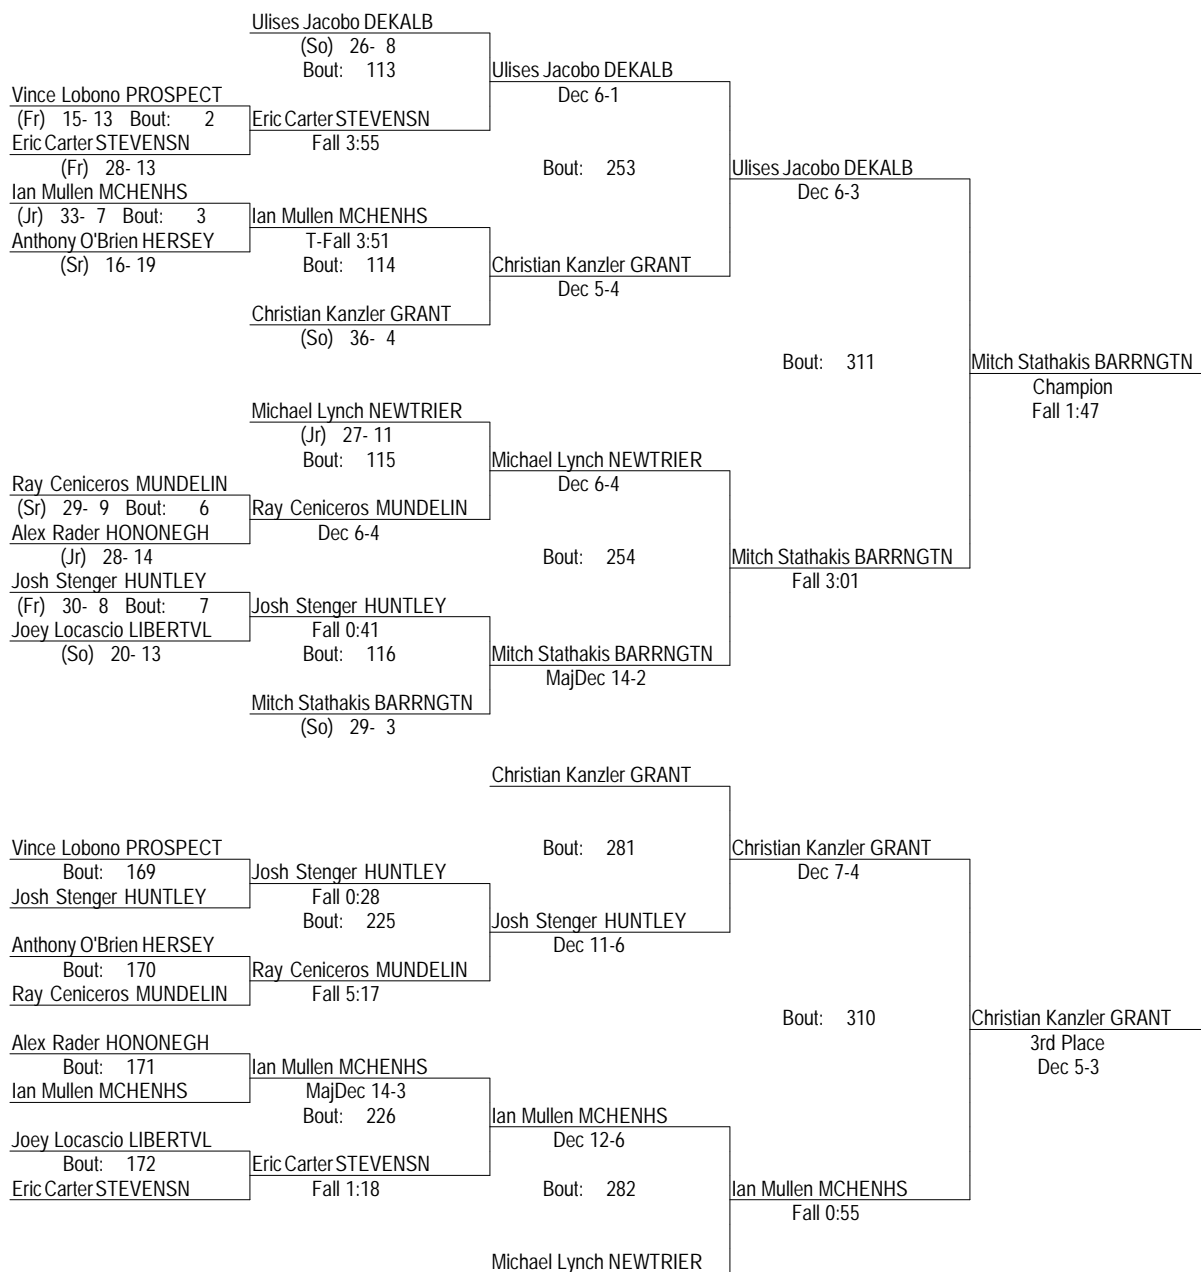 Ulises Jacobo DEKALB
(So) 26- 8
Bout: 113
Ulises Jacobo DEKALB
Dec 6-1
Vince Lobono PROSPECT
(Fr) 15- 13 Bout: 2
Eric Carter STEVENSN
Eric Carter STEVENSN
Fall 3:55
(Fr) 28- 13
Bout: 253
Ulises Jacobo DEKALB
Dec 6-3
Ian Mullen MCHENHS
(Jr) 33- 7 Bout: 3
Ian Mullen MCHENHS
Anthony O'Brien HERSEY
T-Fall 3:51
(Sr) 16- 19
Bout: 114
Christian Kanzler GRANT
Dec 5-4
Christian Kanzler GRANT
(So) 36- 4
Bout: 311
Mitch Stathakis BARRNGTN
Champion
Fall 1:47
Michael Lynch NEWTRIER
(Jr) 27- 11
Bout: 115
Michael Lynch NEWTRIER
Dec 6-4
Ray Ceniceros MUNDELIN
(Sr) 29- 9 Bout: 6
Ray Ceniceros MUNDELIN
Alex Rader HONONEGH
Dec 6-4
(Jr) 28- 14
Bout: 254
Mitch Stathakis BARRNGTN
Fall 3:01
Josh Stenger HUNTLEY
(Fr) 30- 8 Bout: 7
Josh Stenger HUNTLEY
Joey Locascio LIBERTVL
Fall 0:41
(So) 20- 13
Bout: 116
Mitch Stathakis BARRNGTN
MajDec 14-2
Mitch Stathakis BARRNGTN
(So) 29- 3
Christian Kanzler GRANT
Bout: 281
Christian Kanzler GRANT
Dec 7-4
Vince Lobono PROSPECT
Bout: 169
Josh Stenger HUNTLEY
Josh Stenger HUNTLEY
Fall 0:28
Bout: 225
Josh Stenger HUNTLEY
Dec 11-6
Anthony O'Brien HERSEY
Bout: 170
Ray Ceniceros MUNDELIN
Ray Ceniceros MUNDELIN
Fall 5:17
Bout: 310
Christian Kanzler GRANT
3rd Place
Dec 5-3
Alex Rader HONONEGH
Bout: 171
Ian Mullen MCHENHS
Ian Mullen MCHENHS
MajDec 14-3
Bout: 226
Ian Mullen MCHENHS
Dec 12-6
Joey Locascio LIBERTVL
Bout: 172
Eric Carter STEVENSN
Eric Carter STEVENSN
Fall 1:18
Bout: 282
Ian Mullen MCHENHS
Fall 0:55
Michael Lynch NEWTRIER